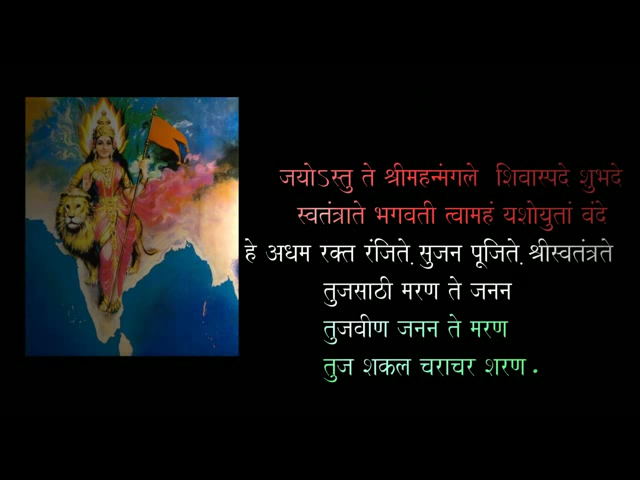 जयोऽस्तु ते श्रीमहन्मंगले शिवास्पदे शुभदे
स्वतंत्राते भगवती त्वामहं यशोयुतां वंदे
हे अधम रक्त रंजिते. सुजन पूजिते. श्रीस्वतंत्रते
तुजसाठी मरण ते जनन
तुजवीण जनन ते मरण
तुज शकल चराचर शरण .